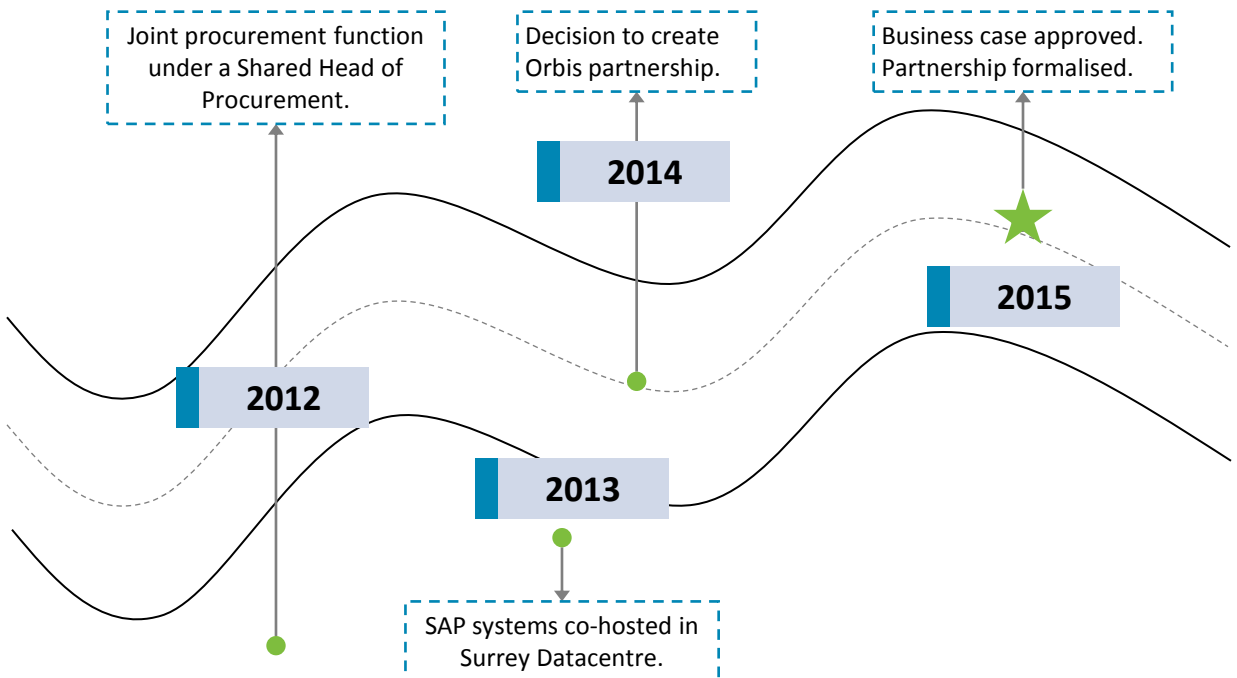 Joint procurement function
under a Shared Head of
Procurement.
Decision to create
Orbis partnership.
Business case approved.
Partnership formalised.
2014
2015
2012
2013
SAP systems co-hosted in
Surrey Datacentre.